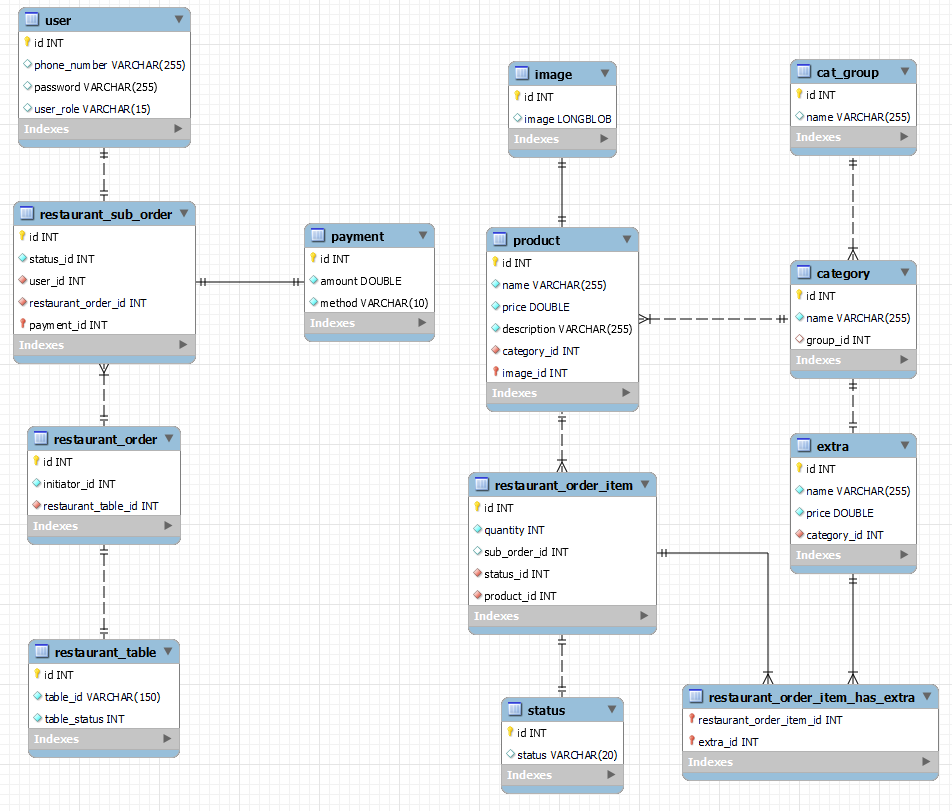 user
id INT
phone_number VARCHAR(255)
password VARCHAR(255)
user_role VARCHAR(15)
Indexes
restaurant_sub_order
id INT
status_id INT
user_id INT
restaurant_order_id INT
payment_id INT
Indexes
restaurant_order
id INT
initiator_id INT
restaurant_table_id INT
Indexes
restaurant_table
id INT
table_id VARCHAR(150)
table_status INT
Indexes
payment
id INT
amount DOUBLE
method VARCHAR(10)
Indexes
image
id INT
image LONGBLOB
Indexes
product
id INT
name VARCHAR(255)
price DOUBLE
description VARCHAR(255)
category_id INT
image_id INT
Indexes
restaurant_order_item
id INT
quantity INT
sub_order_id INT
status_id INT
product_id INT
Indexes
status
id INT
status VARCHAR(20)
Indexes
cat_group
id INT
name VARCHAR(255)
Indexes
category
id INT
name VARCHAR(255)
group_id INT
Indexes
extra
id INT
name VARCHAR(255)
price DOUBLE
category_id INT
Indexes
restaurant_order_item_has_extra
restaurant_order_item_id INT
extra_id INT
Indexes